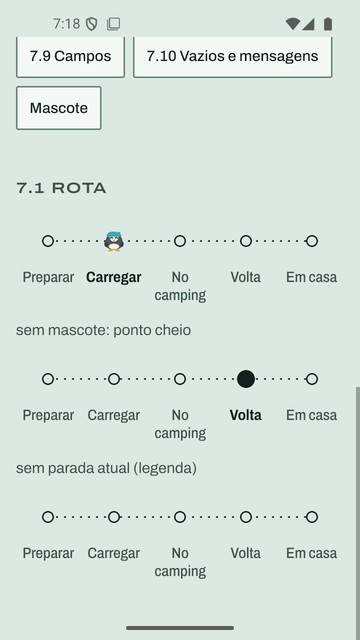 7:18
7.9 Campos
7.10 Vazios e mensagens
Mascote
7.1 ROTA
Preparar
Carregar
No
camping
Volta
Em casa
sem mascote: ponto cheio
Preparar
Carregar
No
camping
Volta
Em casa
sem parada atual (legenda)
Preparar
Carregar
No
camping
Volta
Em casa